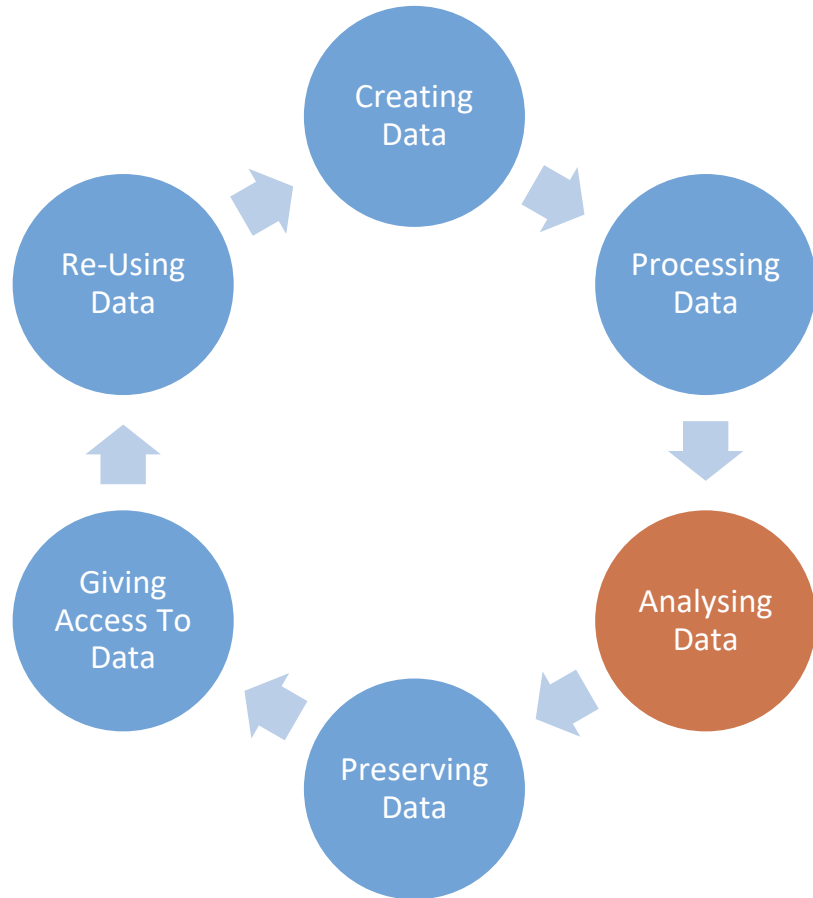 Creating
Data
Processing
Data
Analysing
Data
Preserving
Data
Giving
Access To
Data
Re-Using
Data